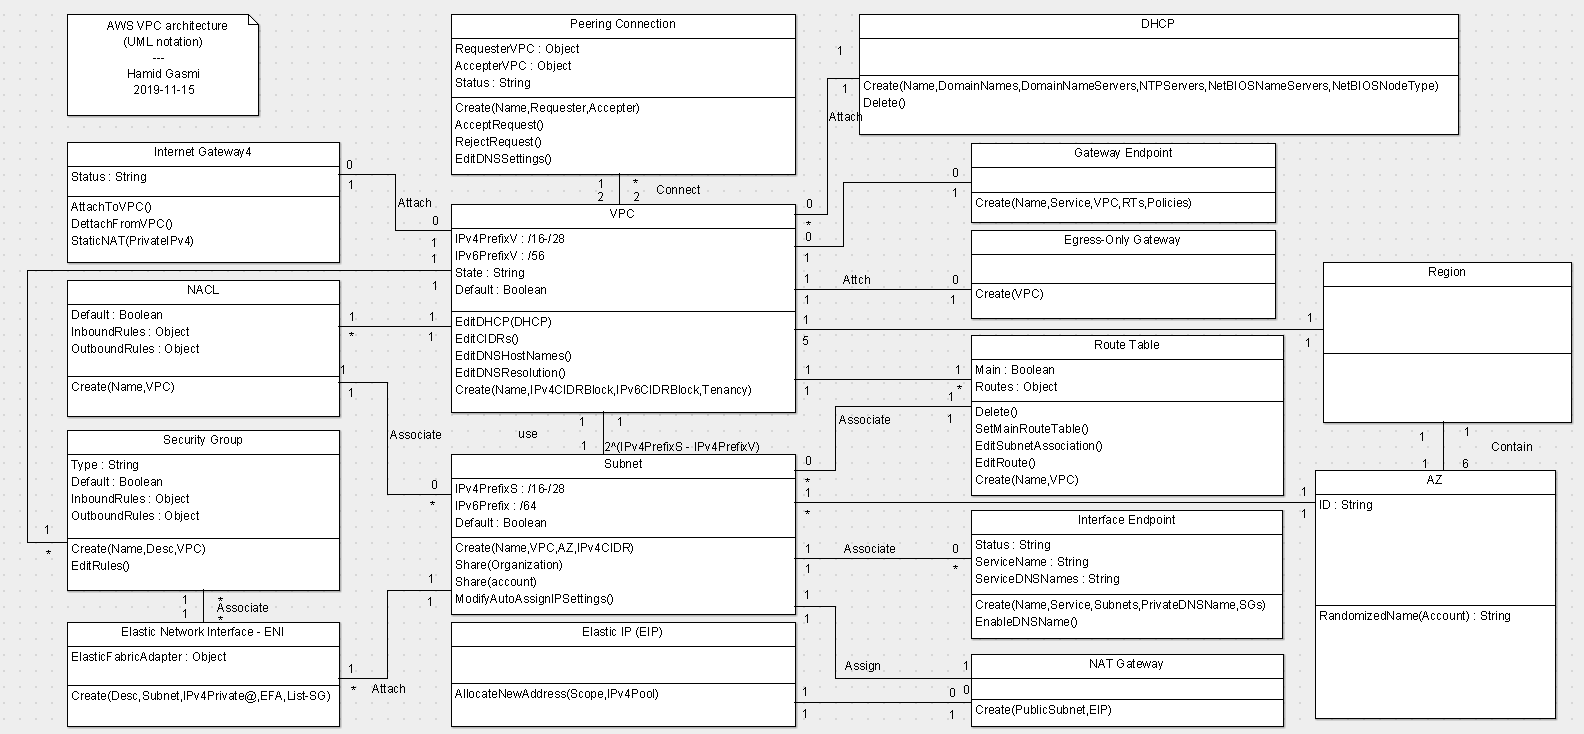 AWS VPC architecture
(UML notation)
---
Hamid Gasmi
2019-11-15
Peering Connection
RequesterVPC : Object
AccepterVPC : Object
Status : String
Create(Name,Requester,Accepter)
AcceptRequest()
RejectRequest()
EditDNSSettings()
1
*
2
2
Connect
DHCP
Create(Name,DomainNames,DomainNameServers,NTPServers,NetBIOSNameServers,NetBIOSNodeType)
Delete()
1
1
Attach
0
*
Internet Gateway4
Status : String
AttachToVPC()
DettachFromVPC()
StaticNAT(PrivateIPv4)
0
1
Attach
0
1
Gateway Endpoint
Create(Name,Service,VPC,RTs,Policies)
0
1
0
1
VPC
IPv4PrefixV : /16-/28
IPv6PrefixV : /56
State : String
Default : Boolean
EditDHCP(DHCP)
EditCIDRs()
EditDNSHostNames()
EditDNSResolution()
Create(Name,IPv4CIDRBlock,IPv6CIDRBlock,Tenancy)
Egress-Only Gateway
Create(VPC)
1
1
Attch
0
1
Region
1
5
1
1
NACL
Default : Boolean
InboundRules : Object
OutboundRules : Object
Create(Name,VPC)
1
*
1
1
1
1
1
1
Associate
0
*
Route Table
Main : Boolean
Routes : Object
Delete()
SetMainRouteTable()
EditSubnetAssociation()
EditRoute()
Create(Name,VPC)
1
1
1
*
1
1
Associate
0
*
Security Group
Type : String
Default : Boolean
InboundRules : Object
OutboundRules : Object
Create(Name,Desc,VPC)
EditRules()
1
*
1
1
use
1
2^(IPv4PrefixS - IPv4PrefixV)
Subnet
IPv4PrefixS : /16-/28
IPv6Prefix : /64
Default : Boolean
Create(Name,VPC,AZ,IPv4CIDR)
Share(Organization)
Share(account)
ModifyAutoAssignIPSettings()
1
1
Contain
1
6
AZ
ID : String
RandomizedName(Account) : String
1
*
1
1
Interface Endpoint
Status : String
ServiceName : String
ServiceDNSNames : String
Create(Name,Service,Subnets,PrivateDNSName,SGs)
EnableDNSName()
1
1
Associate
0
*
1
*
1
*
Associate
Elastic Network Interface - ENI
ElasticFabricAdapter : Object
Create(Desc,Subnet,IPv4Private@,EFA,List-SG)
1
1
1
*
Attach
Elastic IP (EIP)
AllocateNewAddress(Scope,IPv4Pool)
1
1
Assign
1
0
NAT Gateway
Create(PublicSubnet,EIP)
1
1
0
1